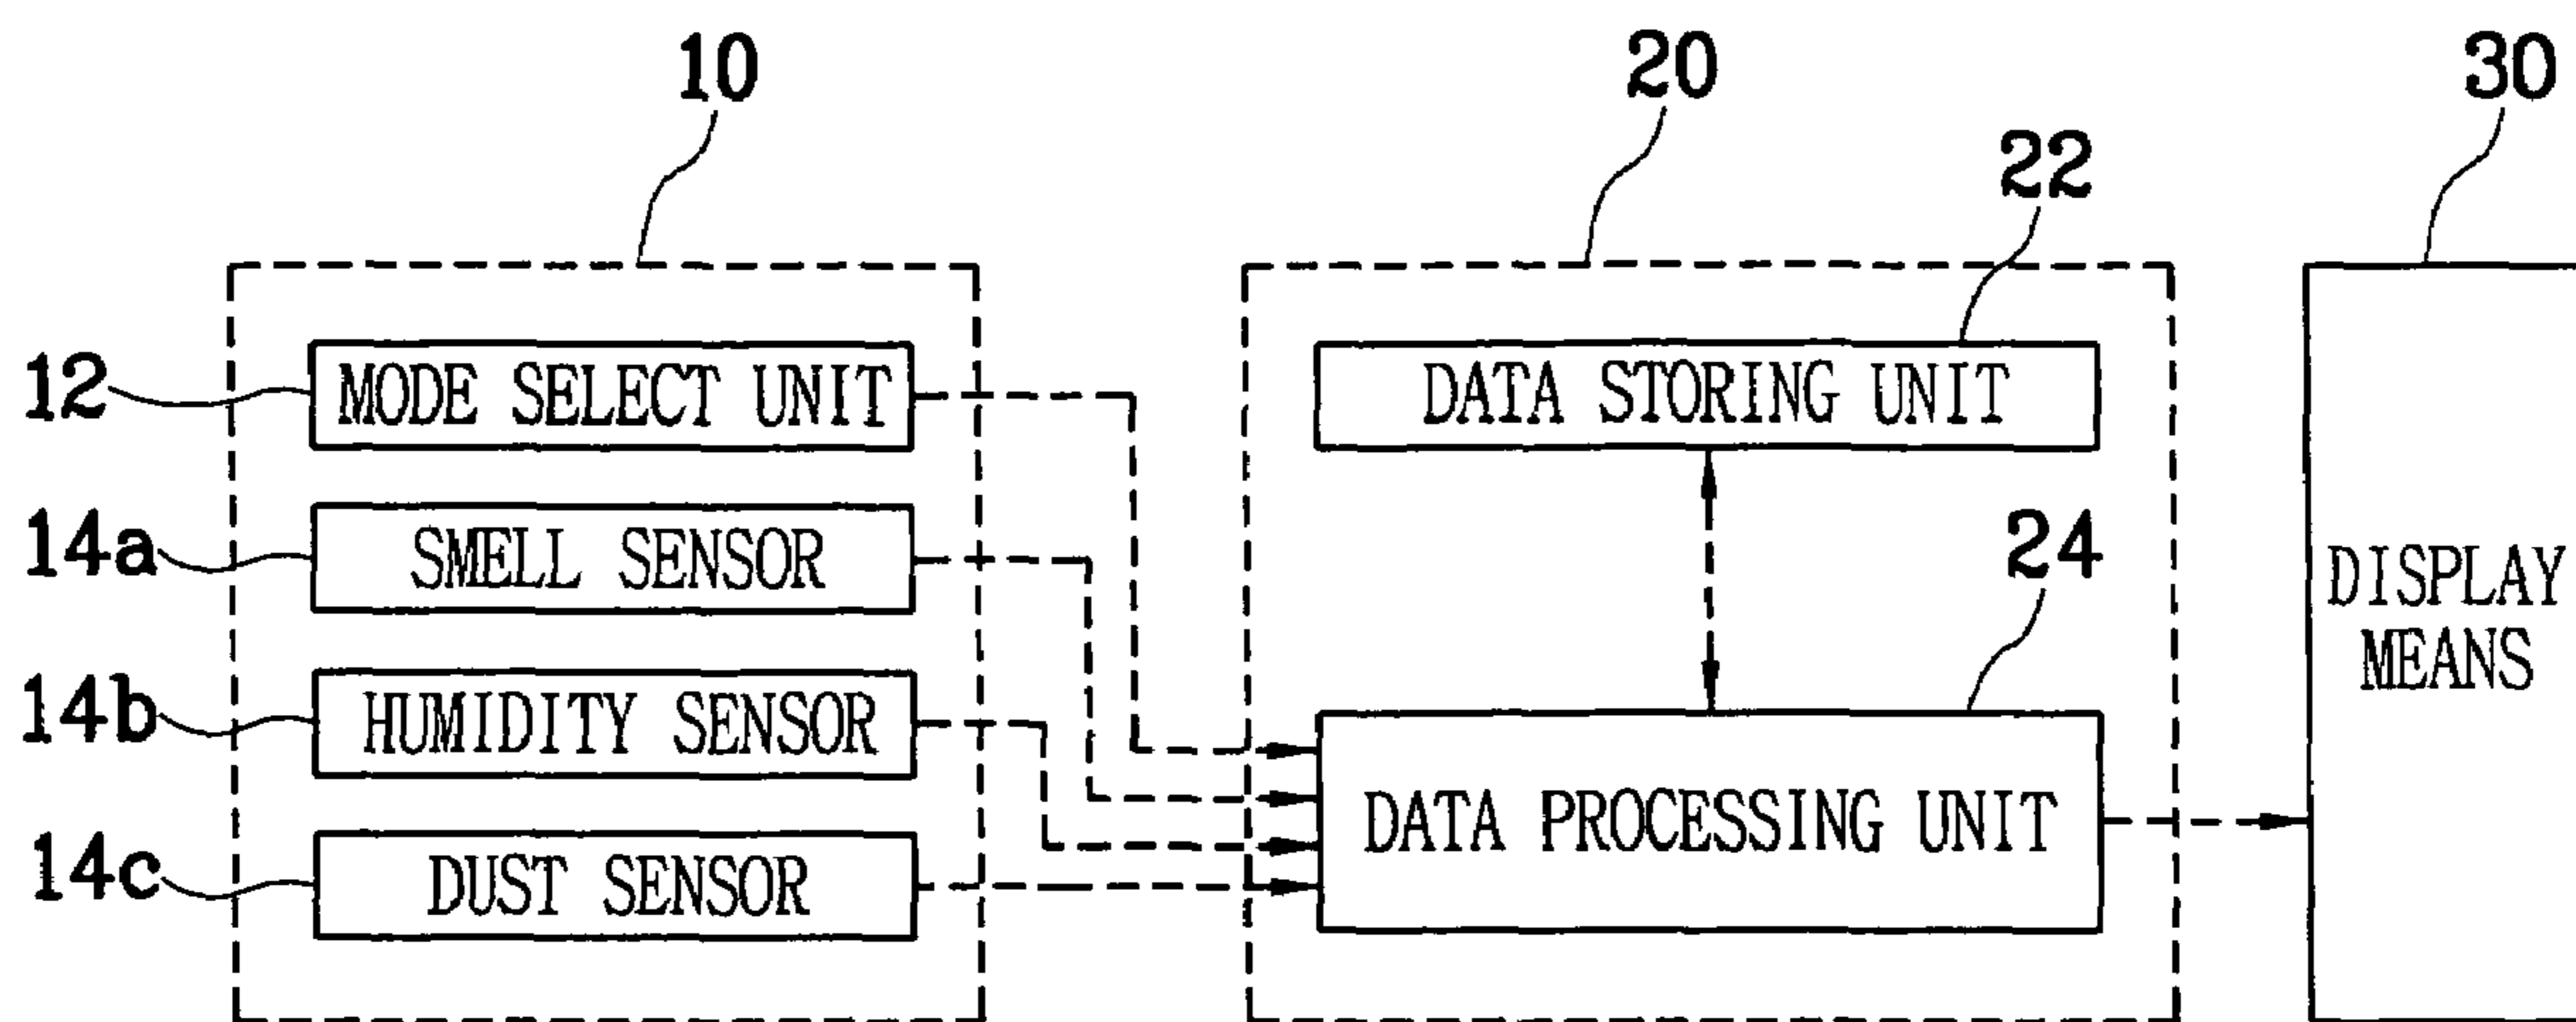 10
20
30
22
12
MODE SELECT UNIT
DATA STORING UNIT
14a
SMELL SENSOR
24
DISPLAY
MEANS
14b
HUMIDITY SENSOR
DATA PROCESSING UNIT
14c
DUST SENSOR